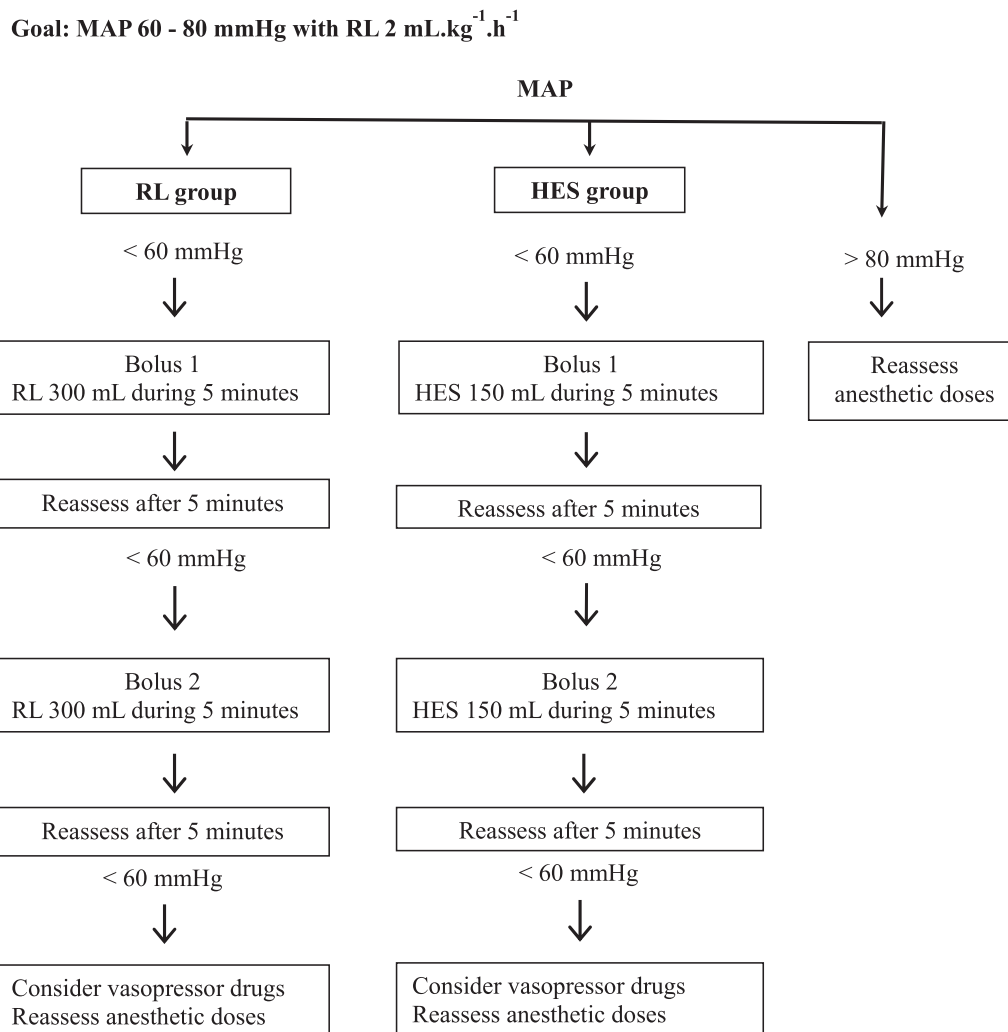 Goal: MAP 60 - 80 mmHg with RL 2 mL.kg-1.h-1
MAP
RL group
< 60 mmHg
Bolus 1
RL 300 mL during 5 minutes
Reassess after 5 minutes
< 60 mmHg
Bolus 2
RL 300 mL during 5 minutes
Reassess after 5 minutes
< 60 mmHg
Consider vasopressor drugs
Reassess anesthetic doses
HES group
< 60 mmHg
Bolus 1
HES 150 mL during 5 minutes
Reassess after 5 minutes
< 60 mmHg
Bolus 2
HES 150 mL during 5 minutes
Reassess after 5 minutes
< 60 mmHg
Consider vasopressor drugs
Reassess anesthetic doses
> 80 mmHg
Reassess
anesthetic doses